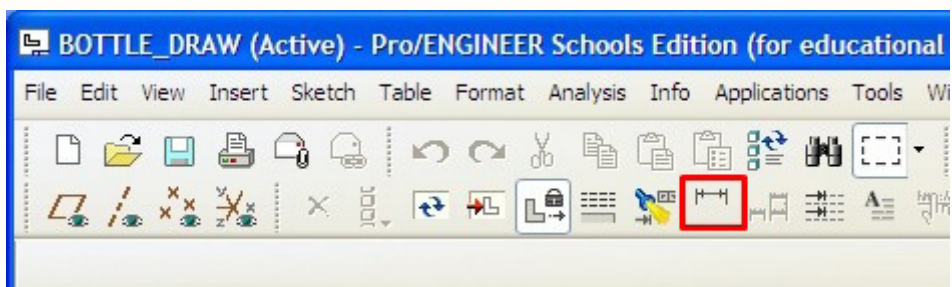 BOTTLE_DRAW (Active) - Pro/ENGINEER Schools Edition (for educational
File Edit View Insert Sketch Table Format Analysis Info Applications Tools Wi